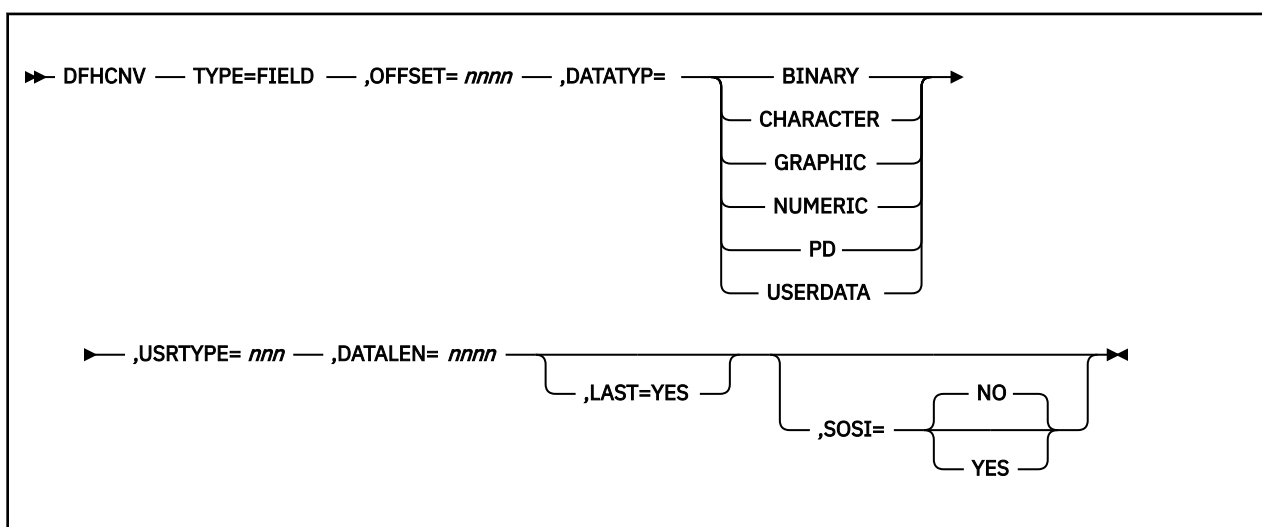 DFHCNV TYPE=FIELD ,OFFSET= nnnn ,DATATYP= BINARY
CHARACTER
GRAPHIC
NUMERIC
PD
USERDATA
,USRTYPE= nnn ,DATALEN= nnnn
,LAST=YES
,SOSI=
NO
YES